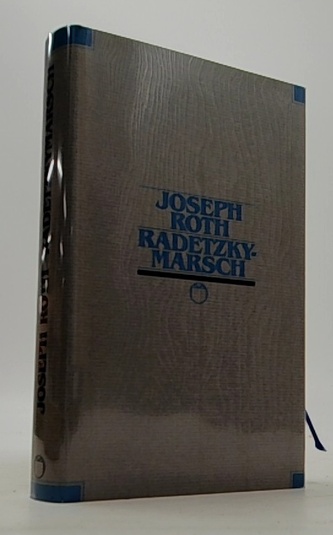 JOSEPH
ROTH
RADETZKY-
MARSCH
JOSEPH ROTH RADETZKYMARSCH